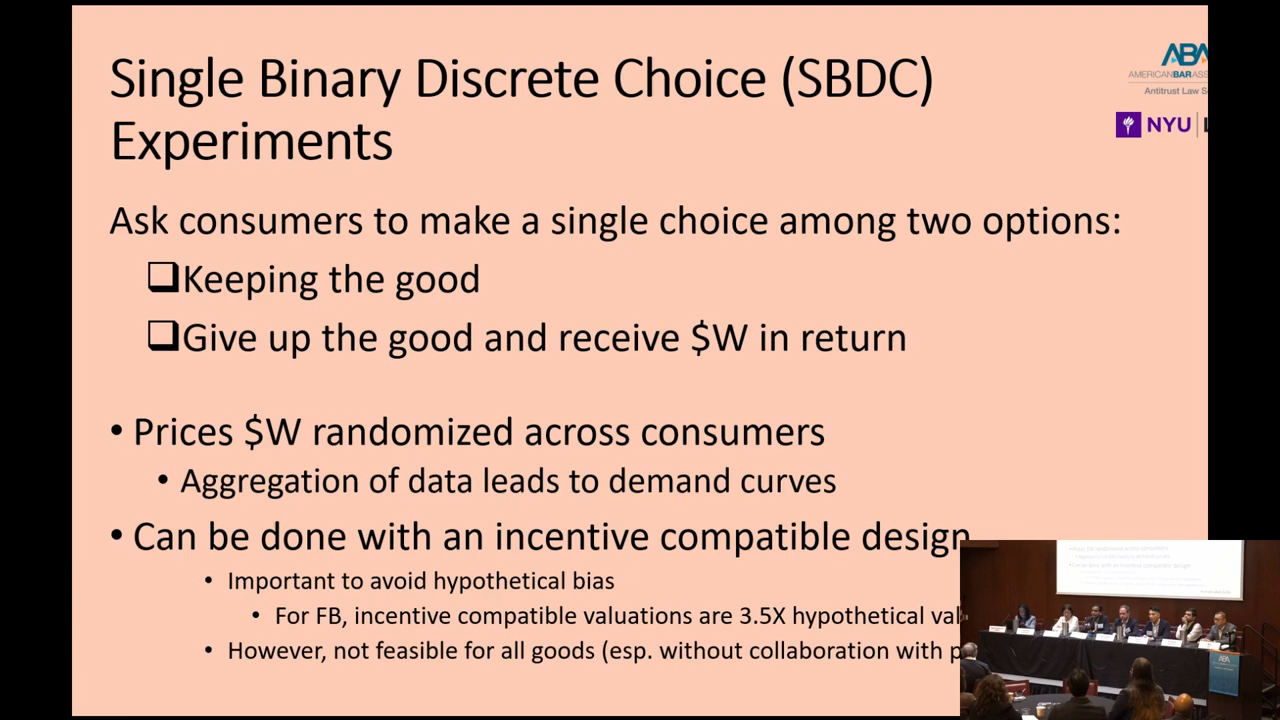 Single Binary Discrete Choice (SBDC)
Experiments
ABA
AMERICANBARASS
Antitrust Law S
NYU
Ask consumers to make a single choice among two options:
❑Keeping the good
❑Give up the good and receive $W in return
• Prices $W randomized across consumers
• Aggregation of data leads to demand curves
• Can be done with an incentive compatible design
• Important to avoid hypothetical bias
• For FB, incentive compatible valuations are 3.5X hypothetical val
• However, not feasible for all goods (esp. without collaboration with p
ABA